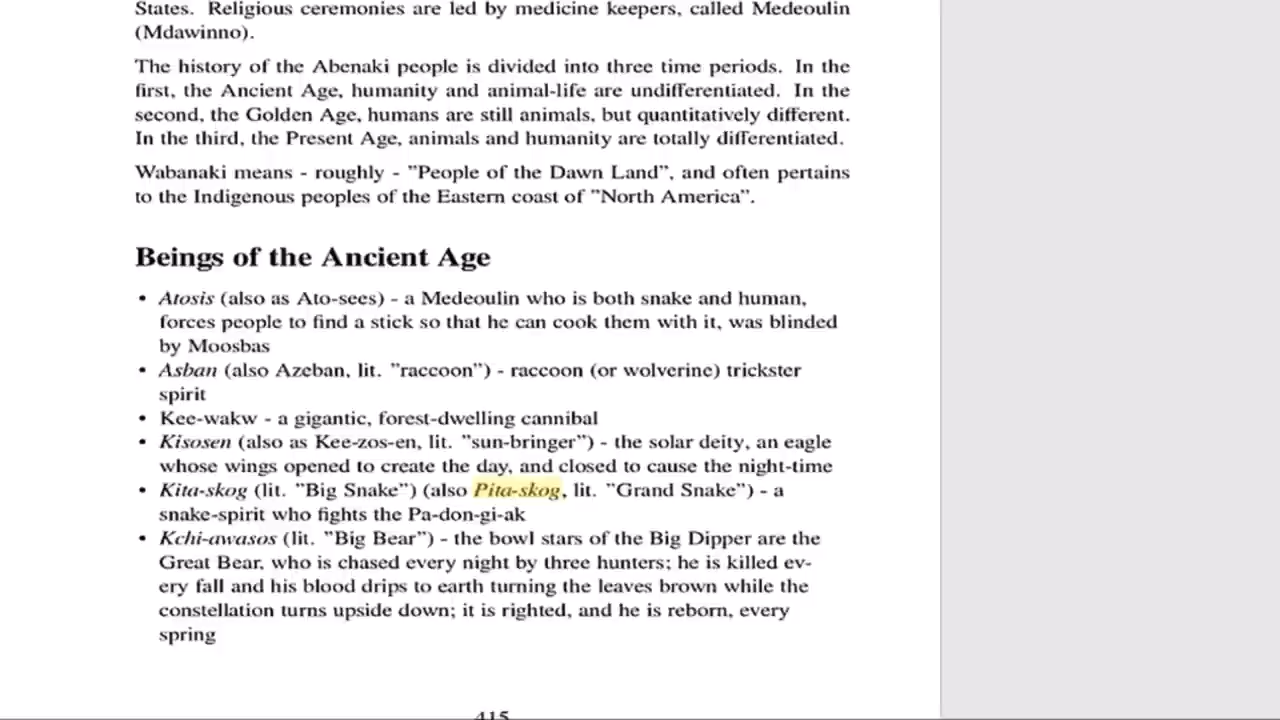 States. Religious ceremonies are led by medicine keepers, called Medeoulin
(Mdawinno).
The history of the Abenaki people is divided into three time periods. In the
first, the Ancient Age, humanity and animal-life are undifferentiated. In the
second, the Golden Age, humans are still animals, but quantitatively different.
In the third, the Present Age, animals and humanity are totally differentiated.
Wabanaki means - roughly - "People of the Dawn Land", and often pertains
to the Indigenous peoples of the Eastern coast of "North America".
Beings of the Ancient Age
• Atosis (also as Ato-sees) - a Medeoulin who is both snake and human,
forces people to find a stick so that he can cook them with it, was blinded
by Moosbas
• Asban (also Azeban, lit. "raccoon") - raccoon (or wolverine) trickster
spirit
• Kee-wakw - a gigantic, forest-dwelling cannibal
• Kisosen (also as Kee-zos-en, lit. "sun-bringer") - the solar deity, an eagle
whose wings opened to create the day, and closed to cause the night-time
• Kita-skog (lit. "Big Snake") (also Pita-skog, lit. "Grand Snake") - a
snake-spirit who fights the Pa-don-gi-ak
• Kchi-awasos (lit. "Big Bear") - the bowl stars of the Big Dipper are the
Great Bear, who is chased every night by three hunters; he is killed ev-
ery fall and his blood drips to earth turning the leaves brown while the
constellation turns upside down; it is righted, and he is reborn, every
spring
415